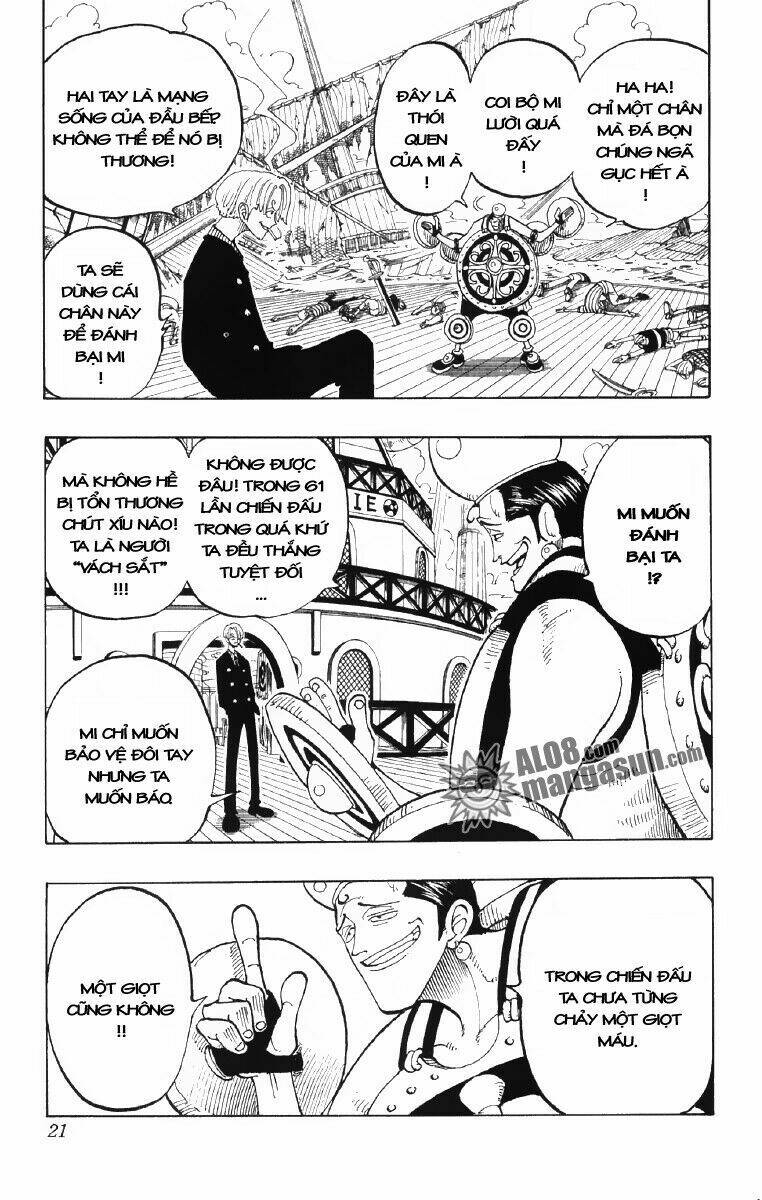 HA HA!
CHỈ MỘT CHÂN
MÀ ĐÁ BỌN
CHÚNG NGÃ
GỤC HẾT À
!
COI BỘ MI
LƯỜI QUÁ
ĐẤY
!
ĐÂY LÀ
THÓI
QUEN
CỦA MI À
!
HAI TAY LÀ MẠNG
SỐNG CỦA ĐẦU BẾP
KHÔNG THỂ ĐỂ NÓ BỊ
THƯƠNG!
TA SẼ
DÙNG CÁI
CHÂN NÀY
ĐỂ ĐÁNH
BẠI MI
!
MI MUỐN
ĐÁNH
BẠI TA
!?
KHÔNG ĐƯỢC
ĐÂU! TRONG 61
LẦN CHIẾN ĐẤU
TRONG QUÁ KHỨ
TA ĐỀU THẮNG
TUYỆT ĐỐI
...
MÀ KHÔNG HỀ
BỊ TỔN THƯƠNG
CHÚT XÍU NÀO!
TA LÀ NGƯỜI
“VÁCH SẮT”
!!!
IE
MI CHỈ MUỐN
BẢO VỆ ĐÔI TAY
NHƯNG TA
MUỐN BÁO.
AL08.com
mangasun.com
TRONG CHIẾN ĐẤU
TA CHƯA TỪNG
CHẢY MỘT GIỌT
MÁU.
MỘT GIỌT
CŨNG KHÔNG
!!
21